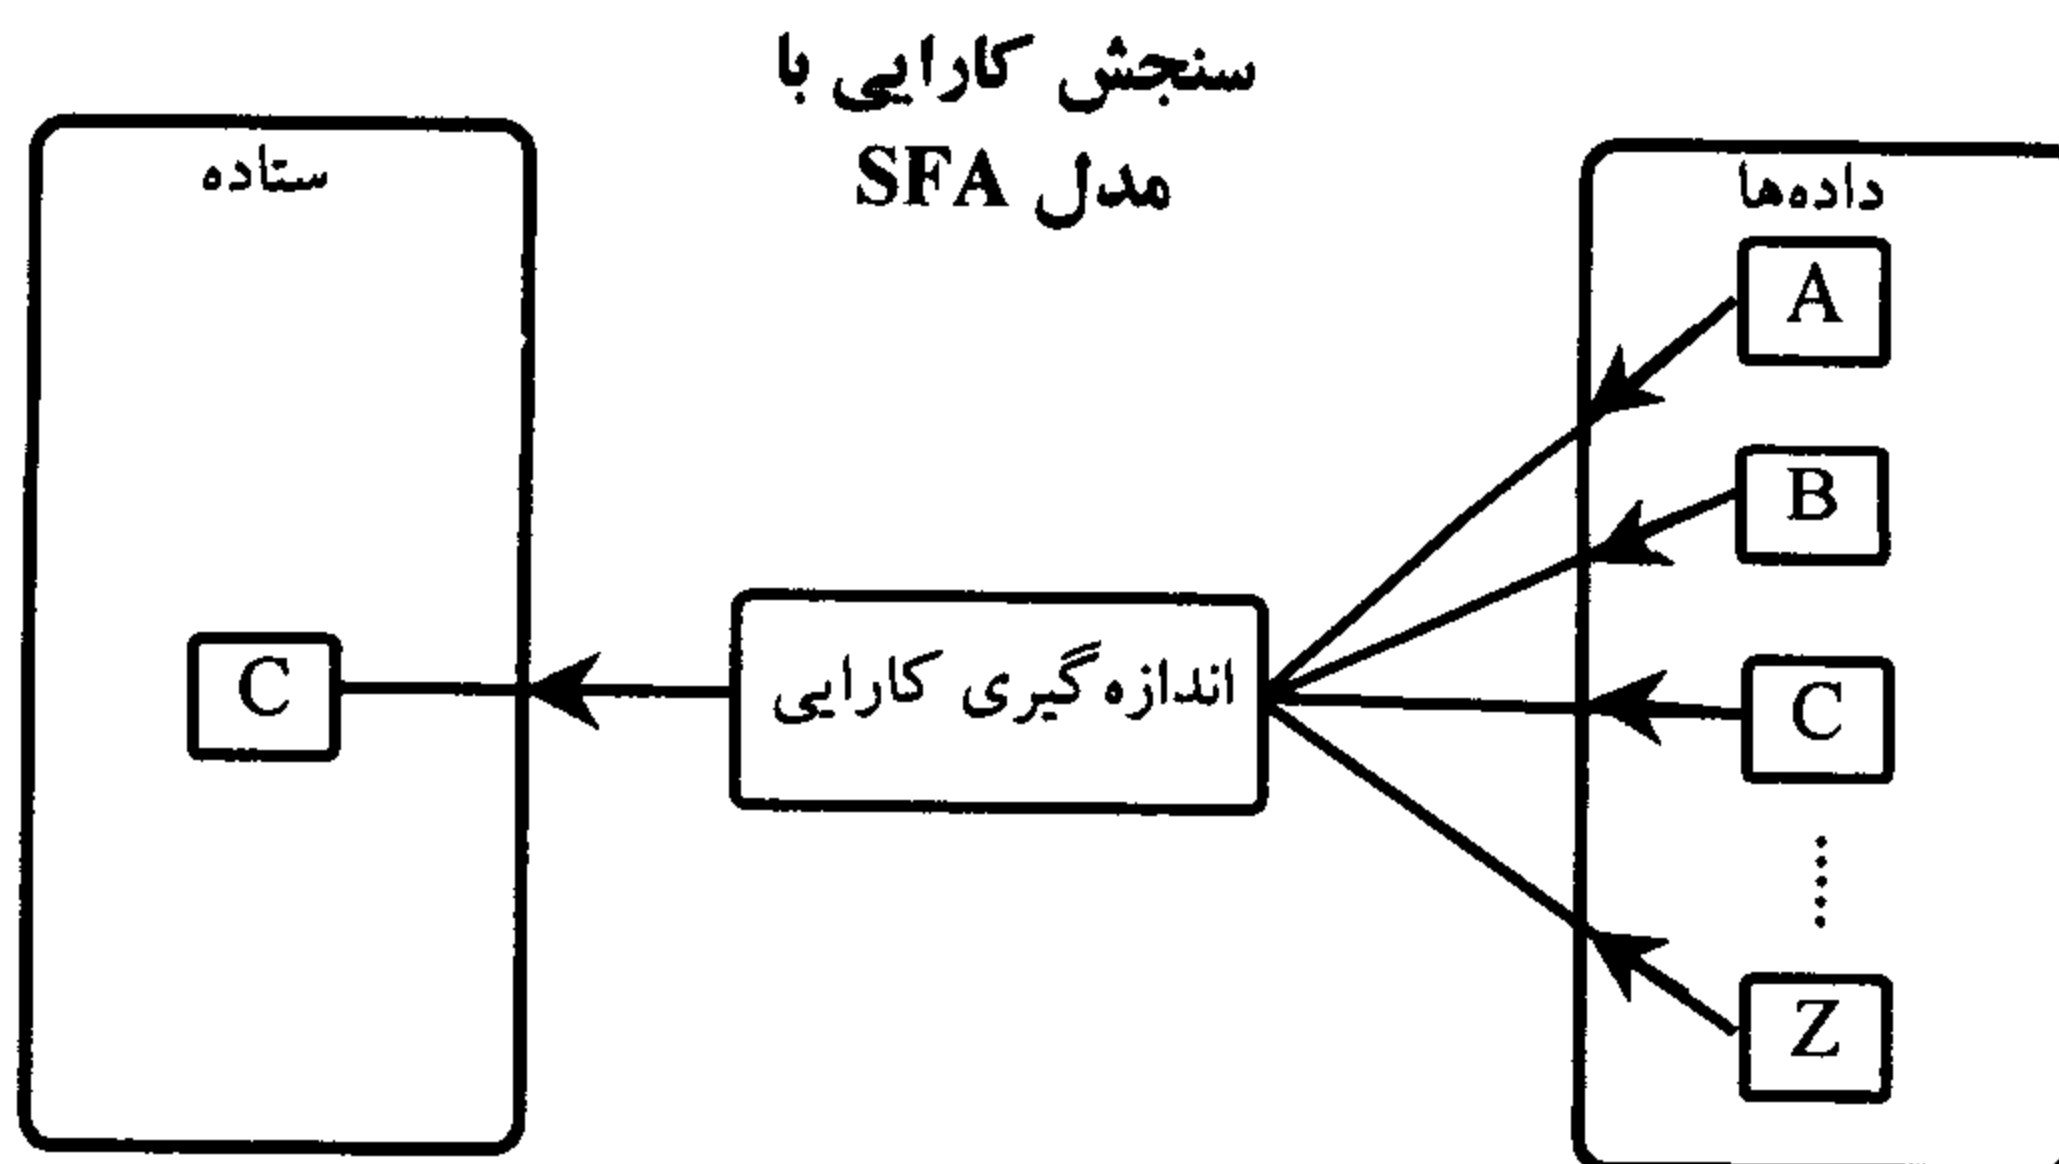 سنجش کارایی با
مدل SFA
داده‌ها
A
B
C
Z
اندازه گیری کارایی
ستاده
C